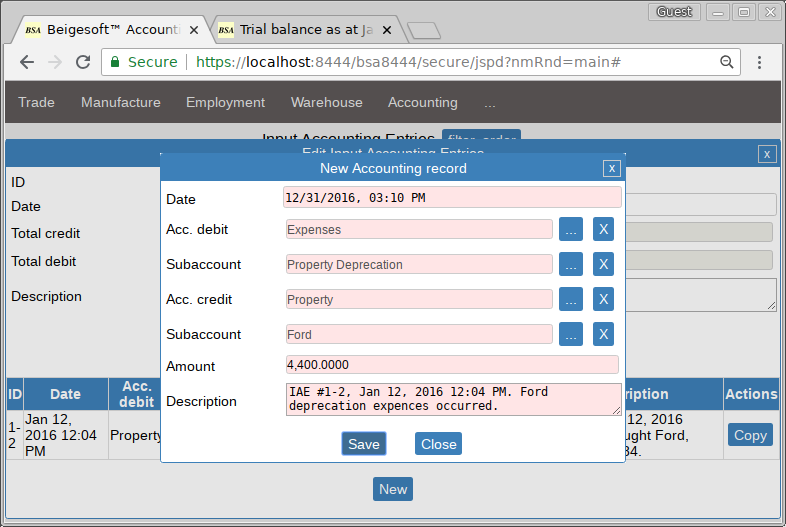 Guest
Beigesoft™ Accounti
Trial balance as at Ja
Secure https://localhost:8444/bsa8444/secure/jspd?nmRnd=main#
Trade Manufacture Employment Warehouse Accounting ...
Input Accounting Entries filter, order
Edit Input Accounting Entries x
New Accounting record x
ID
Date
Total credit
Total debit
Description
Date 12/31/2016, 03:10 PM
Acc. debit Expenses ... X
Subaccount Property Deprecation ... X
Acc. credit Property ... X
Subaccount Ford ... X
Amount 4,400.0000
Description IAE #1-2, Jan 12, 2016 12:04 PM. Ford
deprecation expences occurred.
Save Close
ID Date Acc.
debit ription Actions
1-
2 Jan 12,
2016 12:04
PM Property 12, 2016
ught Ford,
34. Copy
New